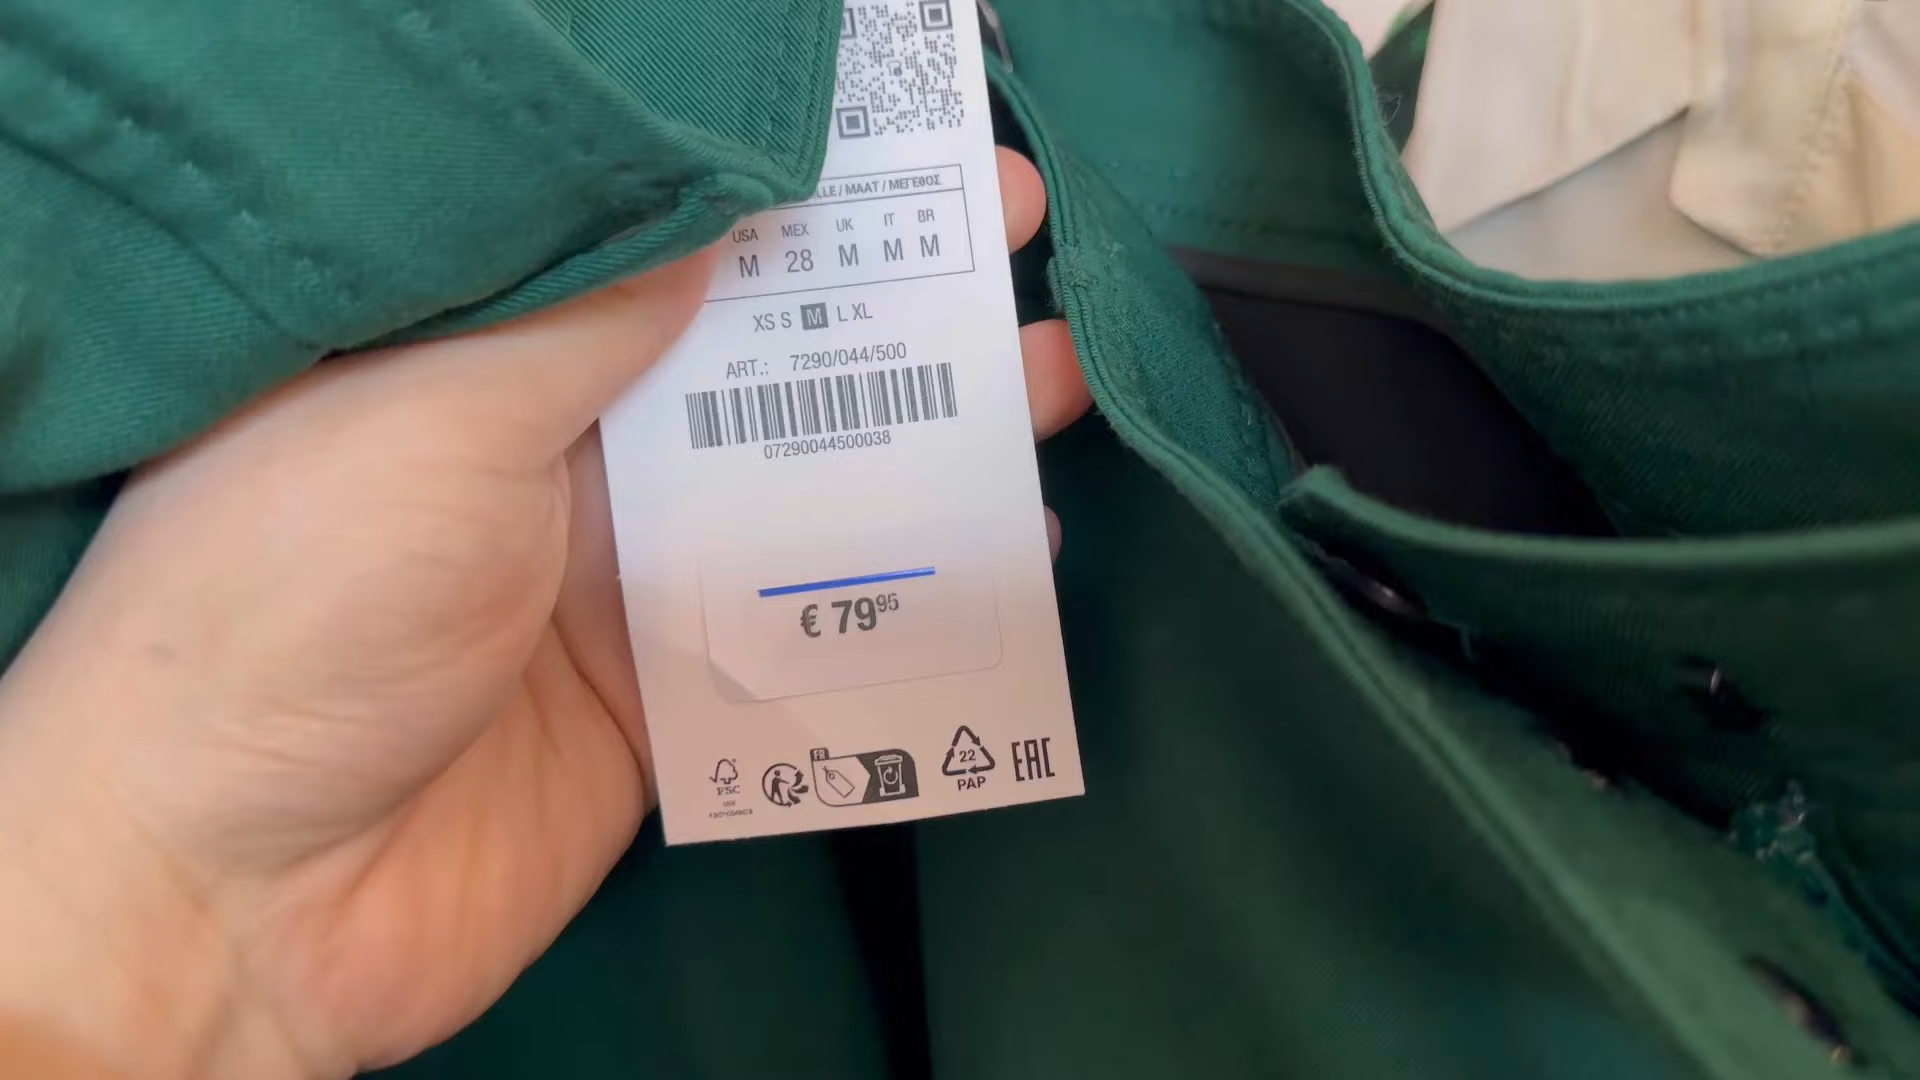 LLE / MAAT / ΜΕΓΕΘΟΣ
USA MEX UK IT BR
M 28 M M M
XS S M L XL
ART.: 7290/044/500
07290044500038
€ 79⁹⁵
FR
FSC
22
PAP
EAC